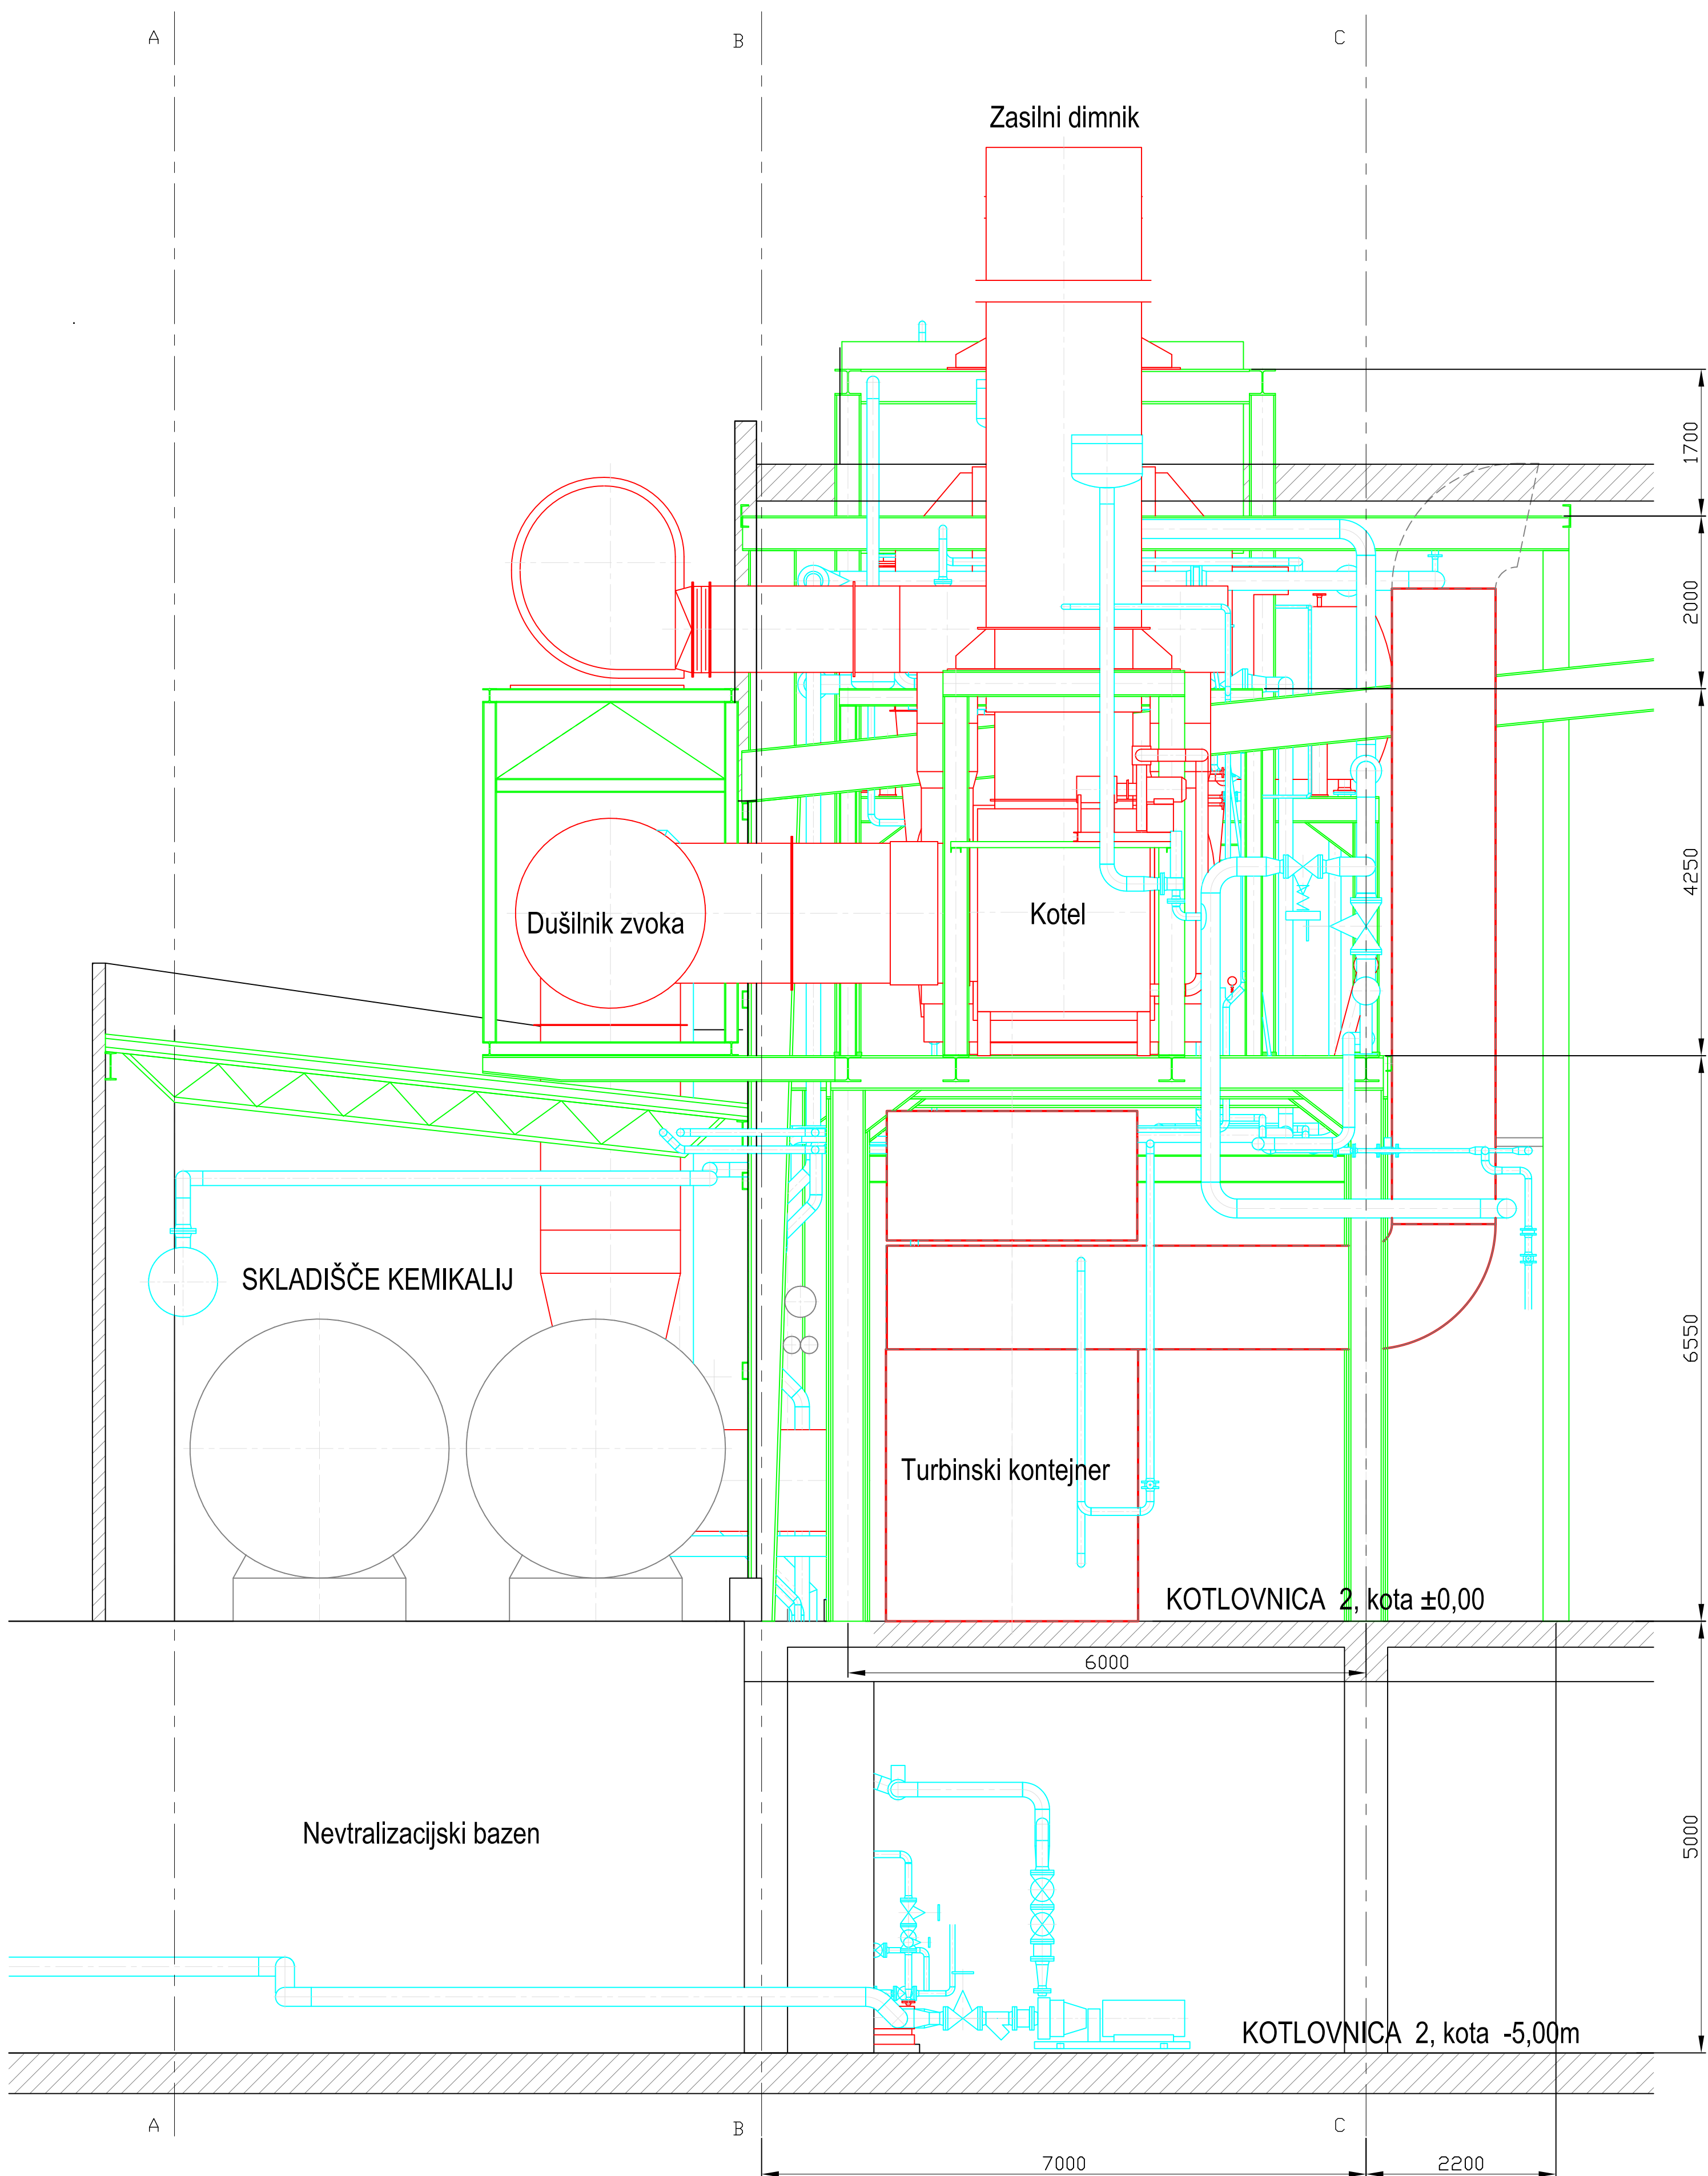 A
B
C
Zasilni dimnik
1700
2000
4250
Dušilnik zvoka
Kotel
6550
SKLADIŠČE KEMIKALIJ
Turbinski kontejner
KOTLOVNICA 2, kota ±0,00
6000
5000
Nevtralizacijski bazen
KOTLOVNICA 2, kota -5,00m
A
B
C
7000
2200